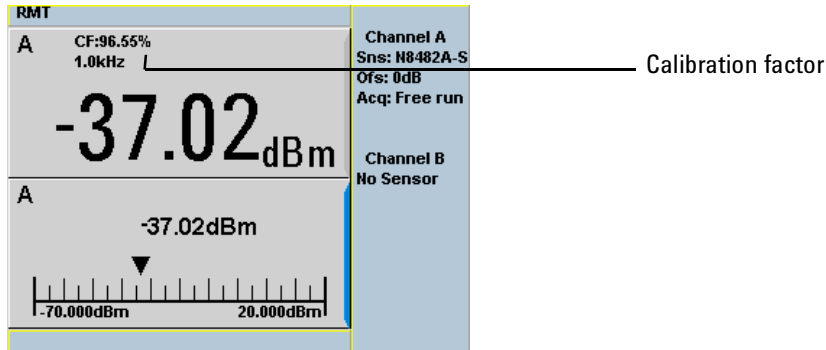 RMT
A
CF:96.55%
1.0kHz
-37.02dBm
A
-37.02dBm
-70.000dBm
20.000dBm
Channel A
Sns: N8482A-S
Ofs: 0dB
Acq: Free run
Channel B
No Sensor
Calibration factor